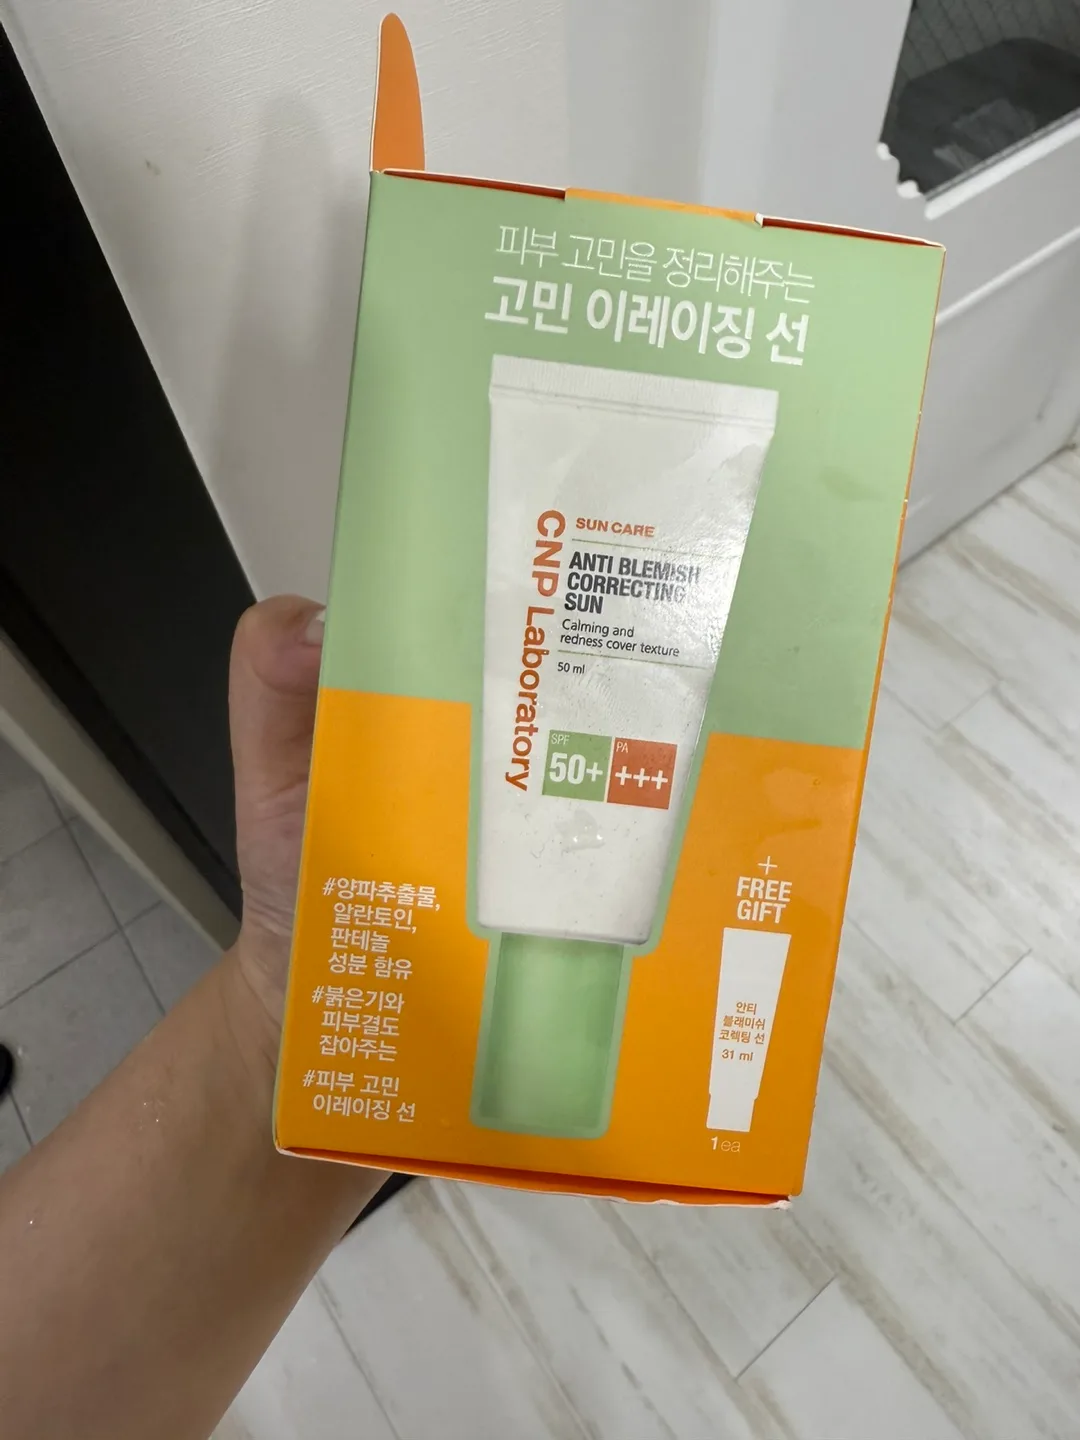 피부 고민을 정리해주는
고민 이레이징 선
CNP Laboratory
SUN CARE
ANTI BLEMISH
CORRECTING
SUN
Calming and
redness cover texture
50 ml
SPF
50+
PA
+++
#양파추출물,
알란토인,
판테놀
성분 함유
#붉은기와
피부결도
잡아주는
#피부 고민
이레이징 선
+
FREE
GIFT
안티
블래미쉬
코렉팅 선
31 ml
1ea